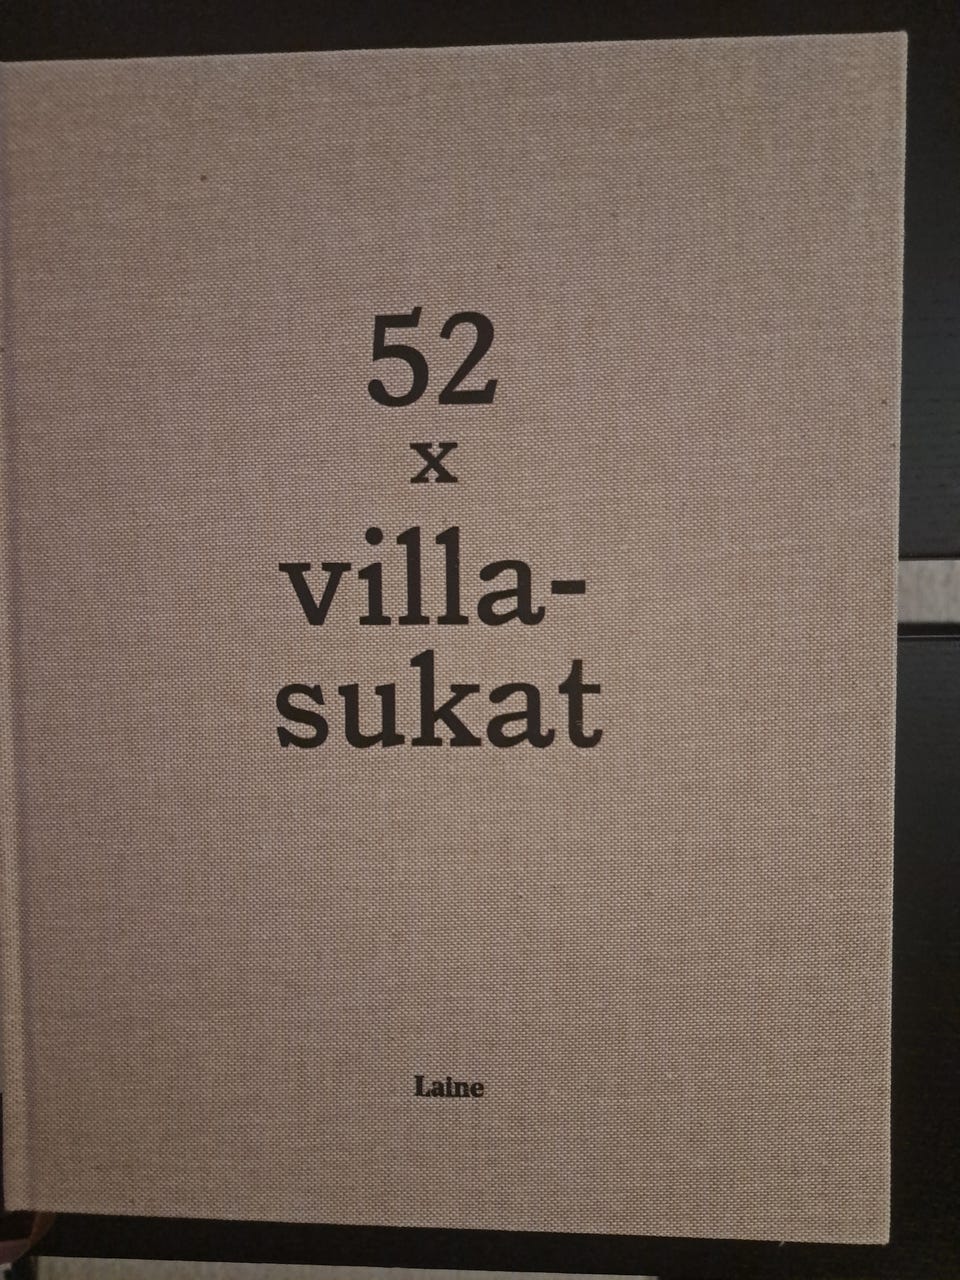 52
x
villa-
sukat
Laine